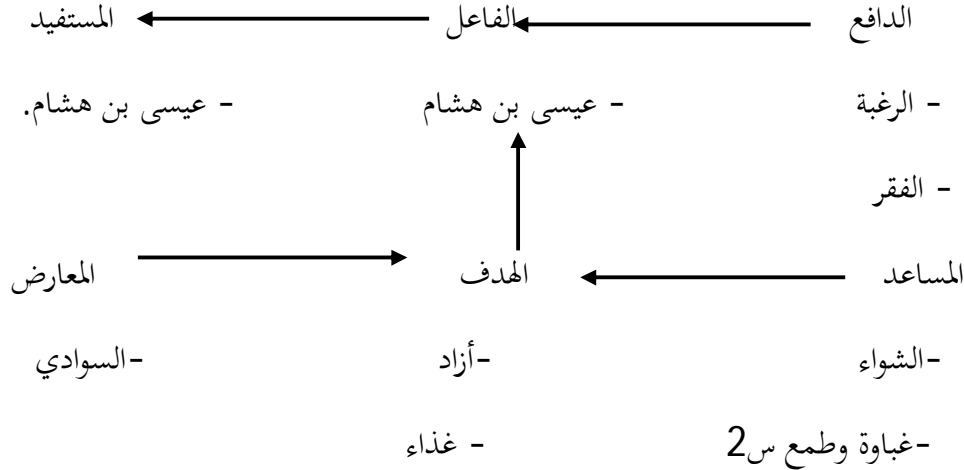 الدافع الفاعل المستفيد
- الرغبة - عيسى بن هشام - عيسى بن هشام.
- الفقر
المساعد الهدف المعارض
-الشواء -أزاد -السوادي
-غباوة وطمع س2 - غذاء